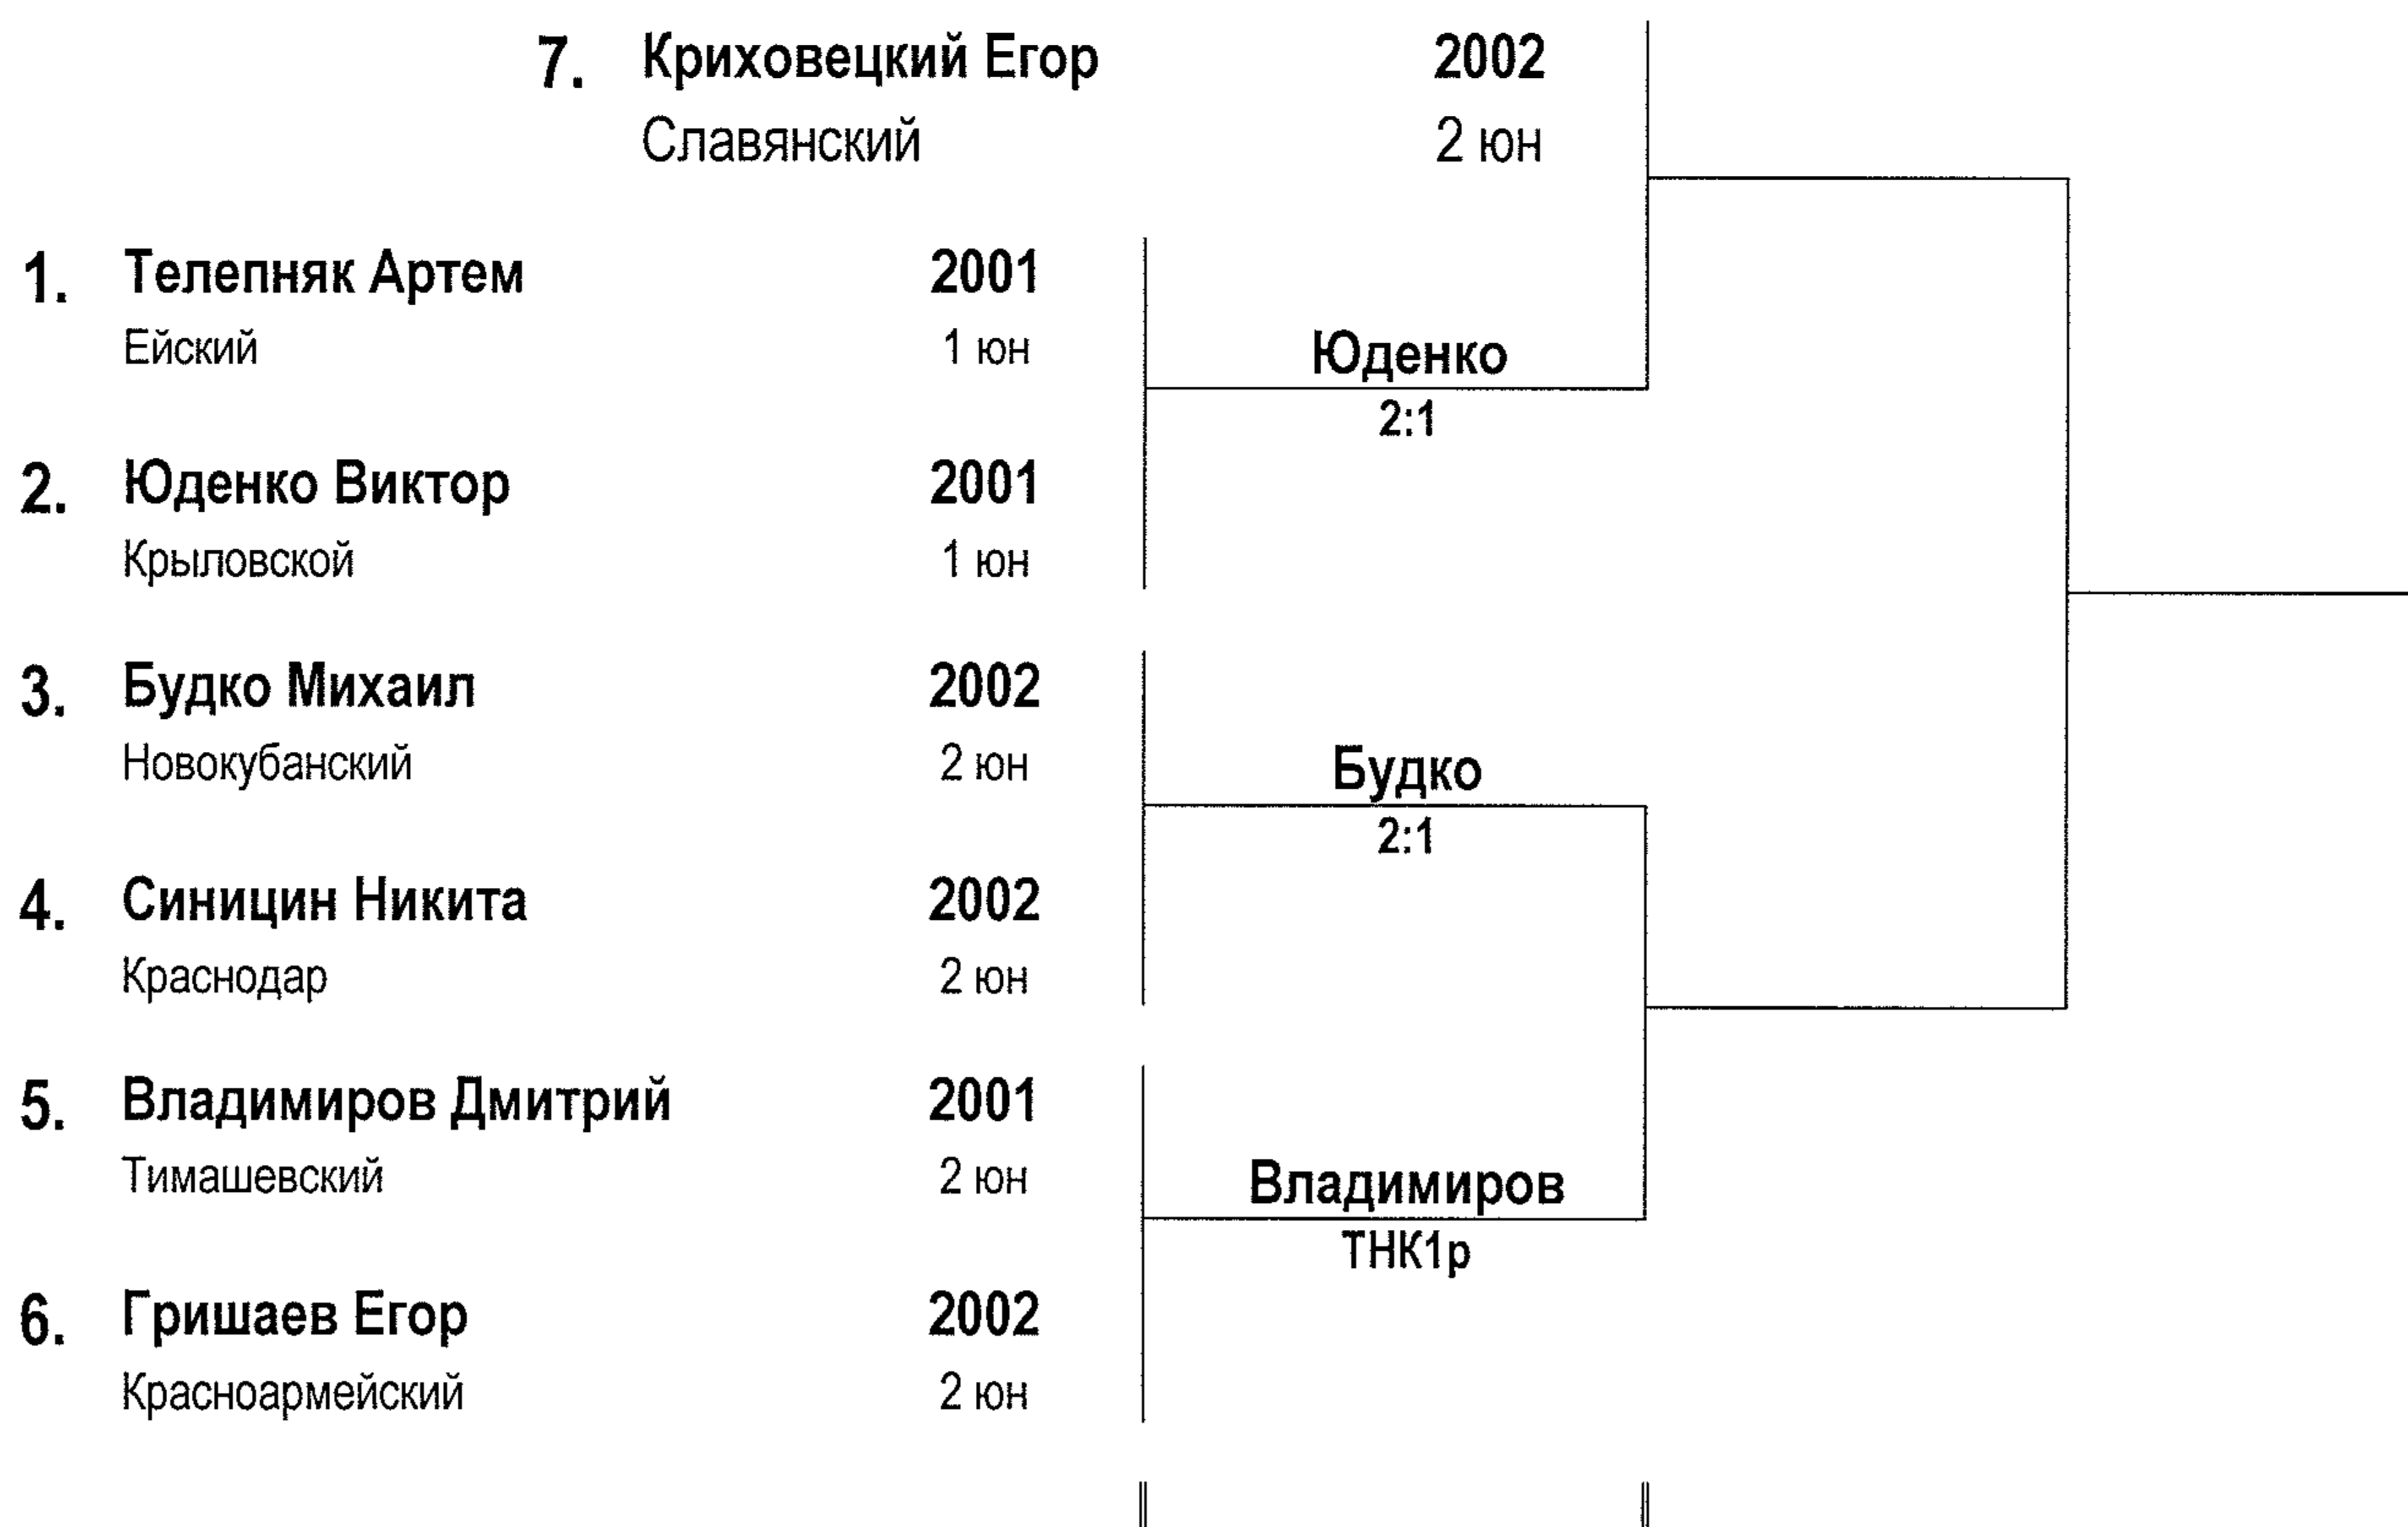 7. Криховецкий Егор 2002
Славянский 2 юн
1. Телепняк Артем 2001
Ейский 1 юн
Юденко
2:1
2. Юденко Виктор 2001
Крыловской 1 юн
3. Будко Михаил 2002
Новокубанский 2 юн
Будко
2:1
4. Синицин Никита 2002
Краснодар 2 юн
5. Владимиров Дмитрий 2001
Тимашевский 2 юн
Владимиров
ТНК1р
6. Гришаев Егор 2002
Красноармейский 2 юн